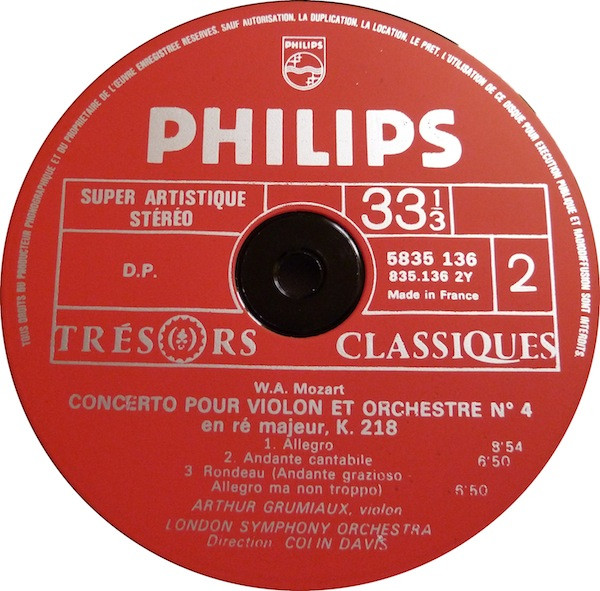 TOUS DROITS DU PRODUCTEUR PHONOGRAPHIQUE ET DU PROPRIETAIRE DE L'ŒUVRE ENREGISTREE RESERVES. SAUF AUTORISATION, LA DUPLICATION, LA LOCATION, LE PRET, L'UTILISATION DE CE DISQUE POUR EXECUTION PUBLIQUE ET RADIODIFFUSION SONT INTERDITS.
PHILIPS
PHILIPS
SUPER ARTISTIQUE
STÉRÉO
33 1/3
D.P.
5835 136
835.136 2Y
Made in France
2
TRÉSORS CLASSIQUES
W.A. Mozart
CONCERTO POUR VIOLON ET ORCHESTRE N° 4
en ré majeur, K. 218
1. Allegro 8'54
2. Andante cantabile 6'50
3 Rondeau (Andante grazioso -
Allegro ma non troppo) 6'50
ARTHUR GRUMIAUX, violon
LONDON SYMPHONY ORCHESTRA
Direction COLIN DAVIS